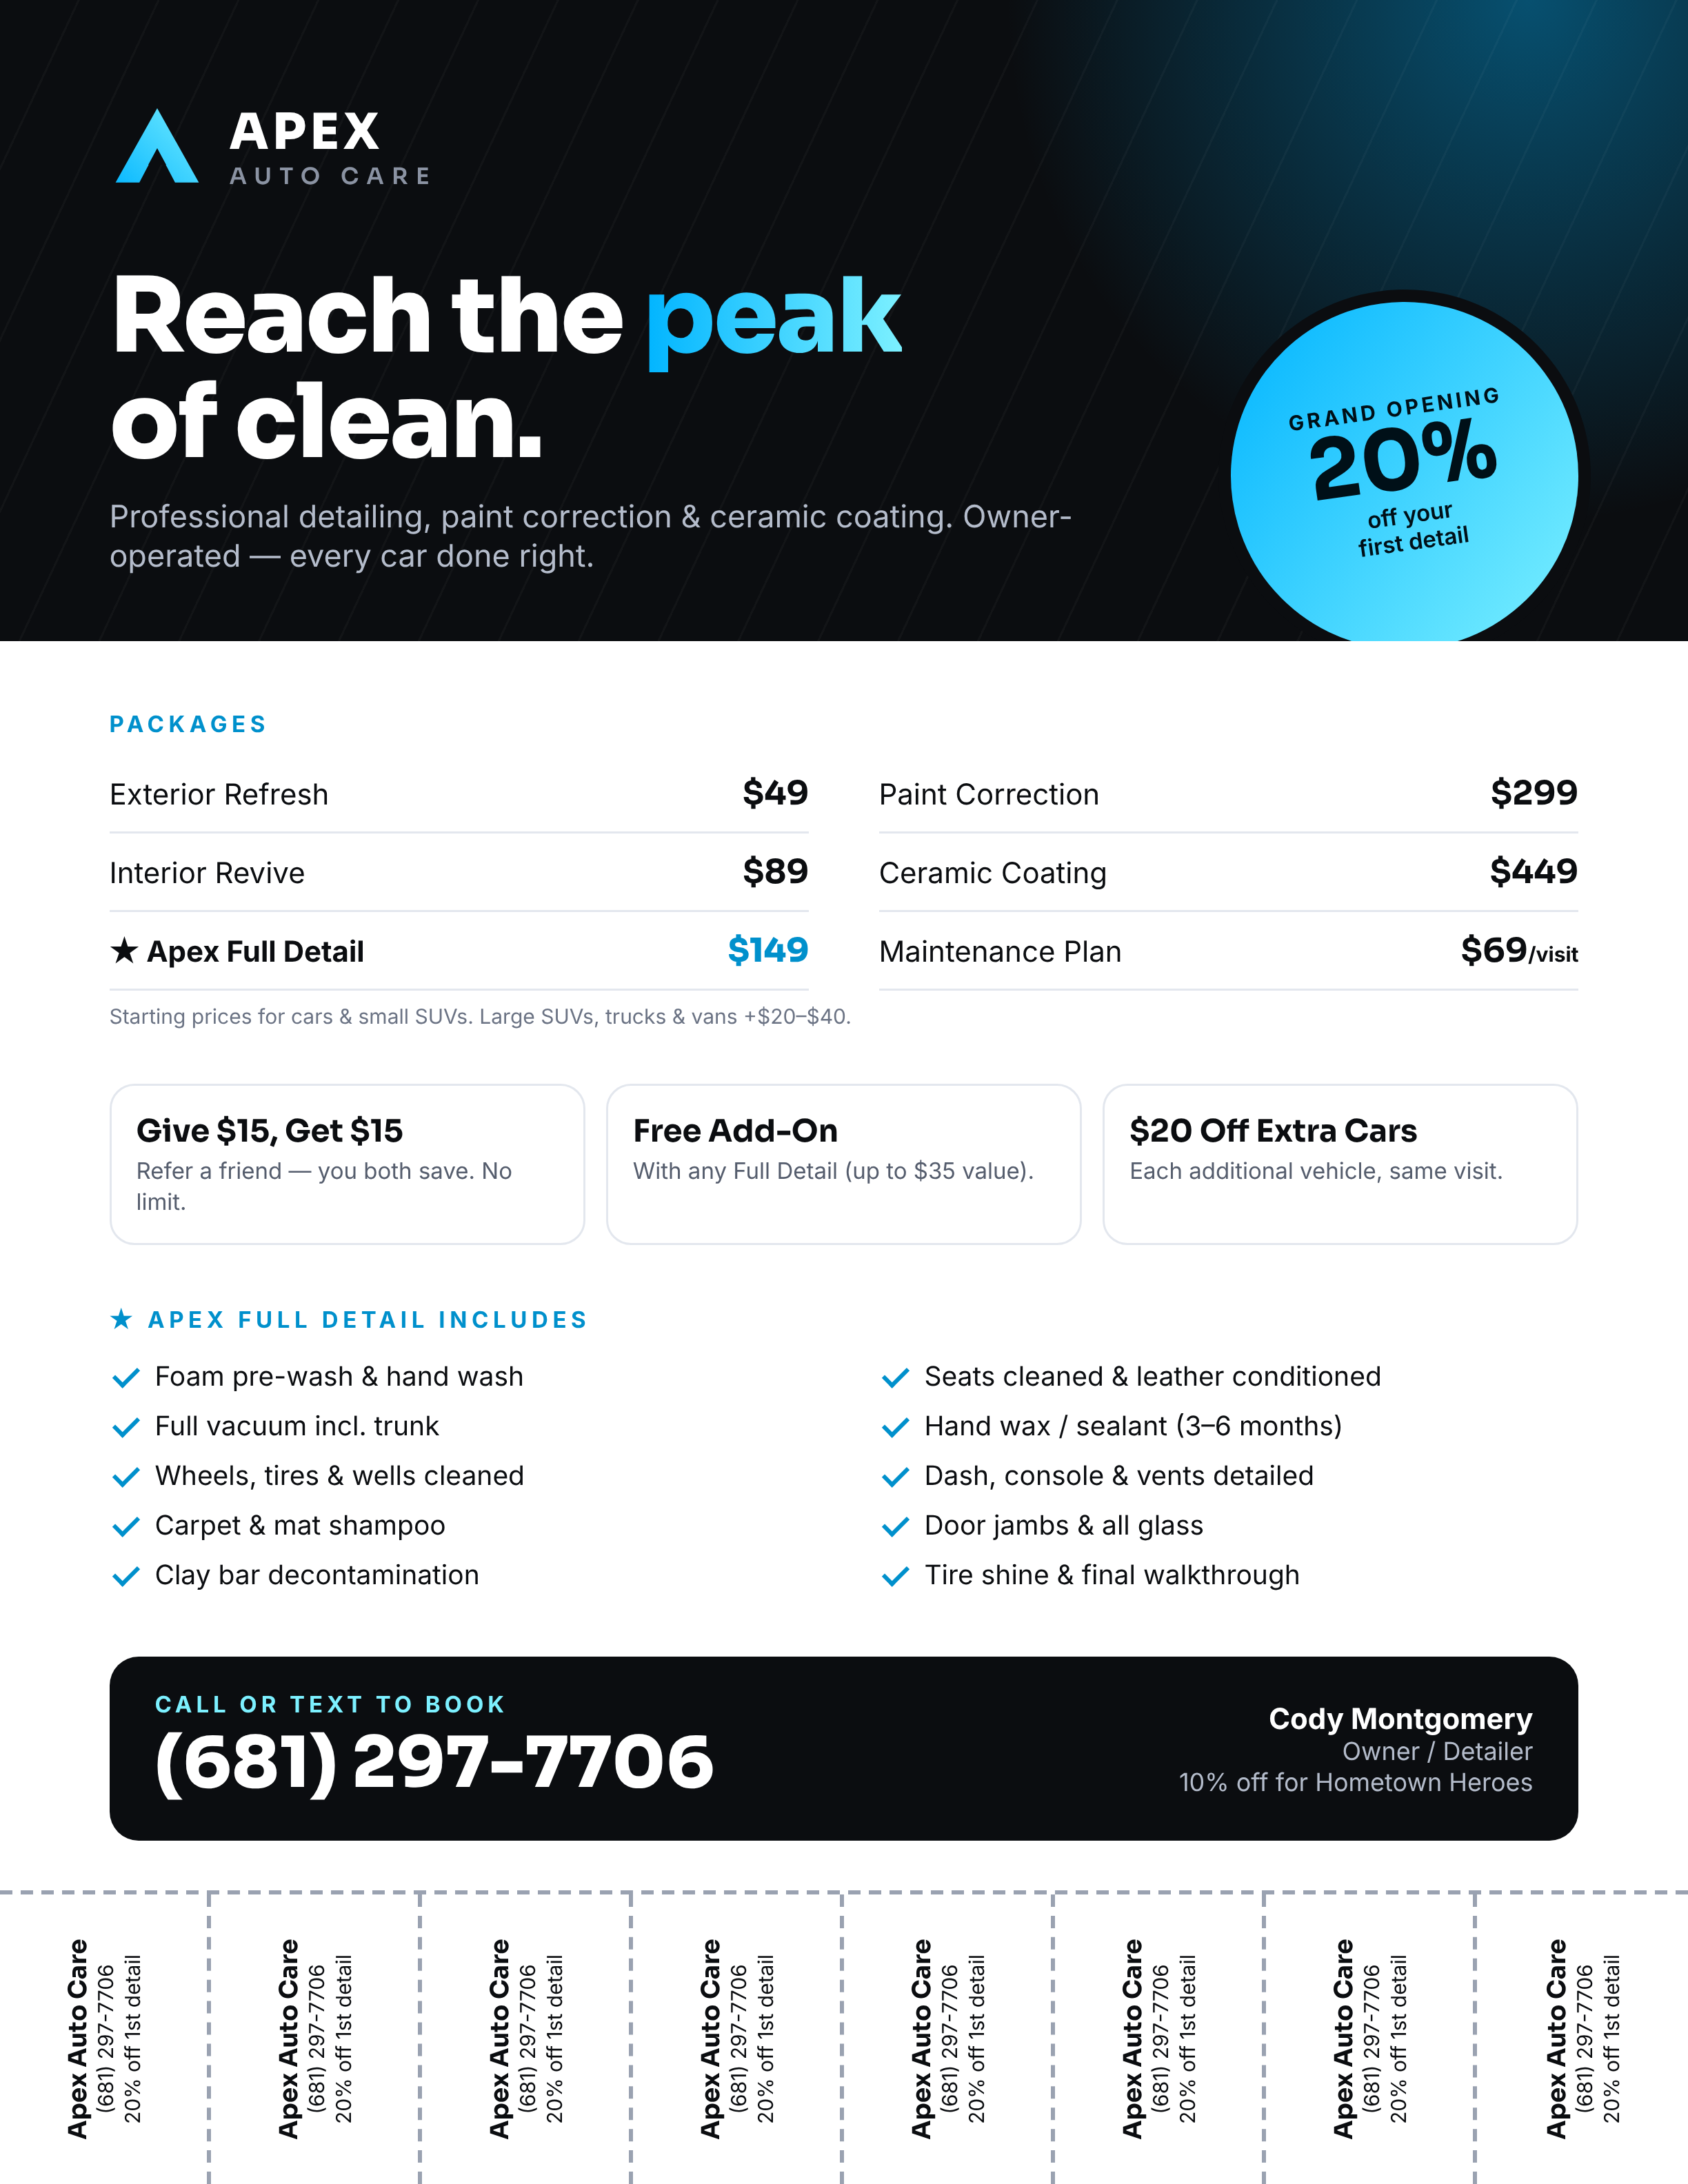 APEX
AUTO CARE
Reach the peak
of clean.
Professional detailing, paint correction & ceramic coating. Owner-
operated — every car done right.
GRAND OPENING
20%
off your
first detail
PACKAGES
Exterior Refresh $49
Interior Revive $89
★ Apex Full Detail $149
Paint Correction $299
Ceramic Coating $449
Maintenance Plan $69/visit
Starting prices for cars & small SUVs. Large SUVs, trucks & vans +$20–$40.
Give $15, Get $15
Refer a friend — you both save. No
limit.
Free Add-On
With any Full Detail (up to $35 value).
$20 Off Extra Cars
Each additional vehicle, same visit.
★ APEX FULL DETAIL INCLUDES
Foam pre-wash & hand wash
Full vacuum incl. trunk
Wheels, tires & wells cleaned
Carpet & mat shampoo
Clay bar decontamination
Seats cleaned & leather conditioned
Hand wax / sealant (3–6 months)
Dash, console & vents detailed
Door jambs & all glass
Tire shine & final walkthrough
CALL OR TEXT TO BOOK
(681) 297-7706
Cody Montgomery
Owner / Detailer
10% off for Hometown Heroes
Apex Auto Care
(681) 297-7706
20% off 1st detail
Apex Auto Care
(681) 297-7706
20% off 1st detail
Apex Auto Care
(681) 297-7706
20% off 1st detail
Apex Auto Care
(681) 297-7706
20% off 1st detail
Apex Auto Care
(681) 297-7706
20% off 1st detail
Apex Auto Care
(681) 297-7706
20% off 1st detail
Apex Auto Care
(681) 297-7706
20% off 1st detail
Apex Auto Care
(681) 297-7706
20% off 1st detail